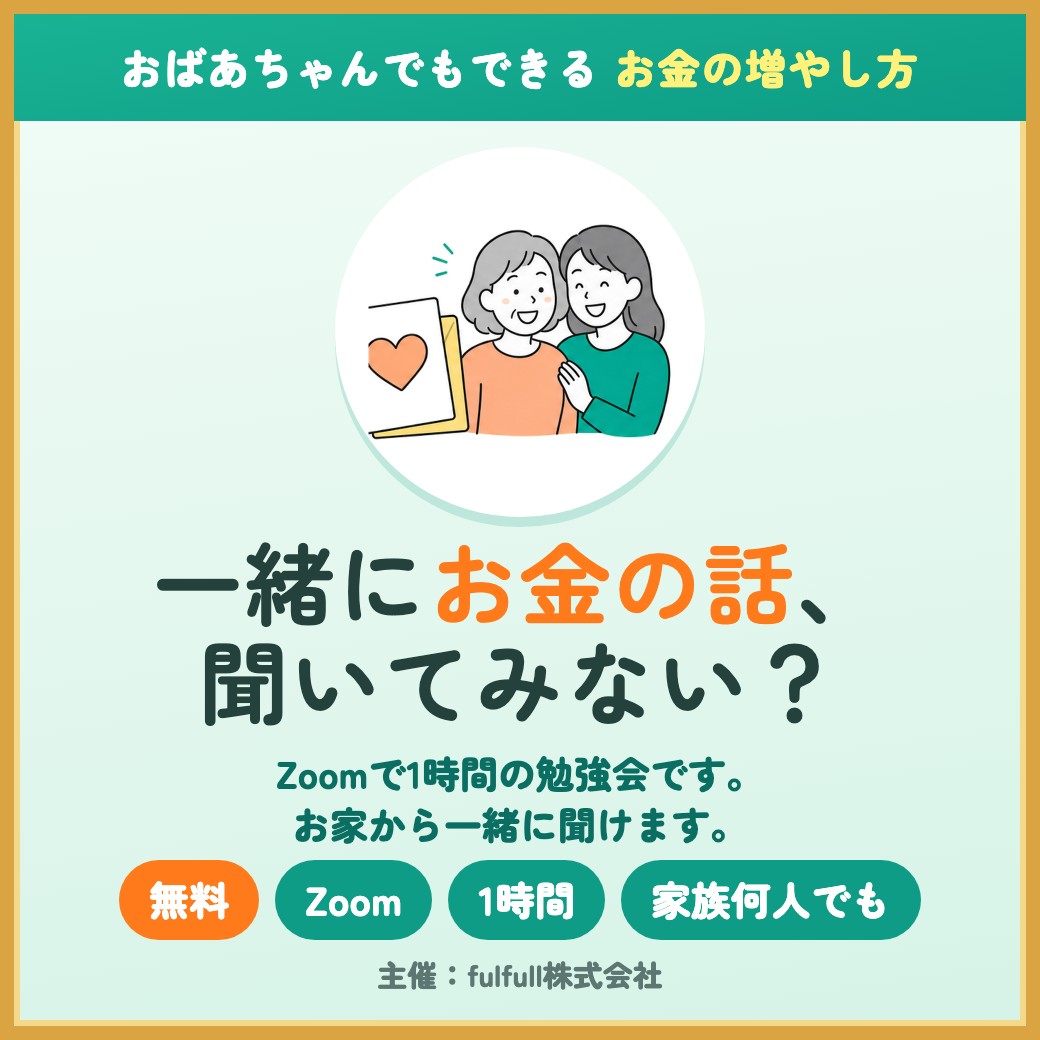 おばあちゃんでもできる お金の増やし方
一緒にお金の話、
聞いてみない？
Zoomで1時間の勉強会です。
お家から一緒に聞けます。
無料 Zoom 1時間 家族何人でも
主催：fulfull株式会社